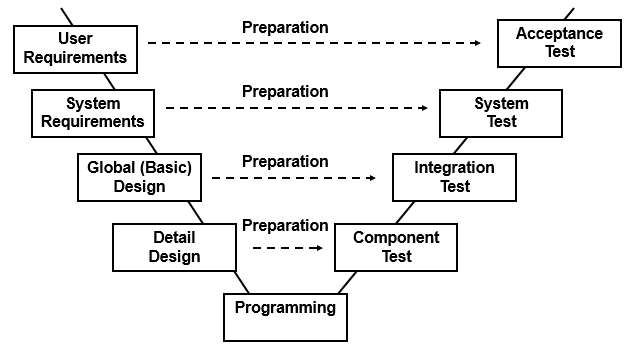 User
Requirements
Preparation
Acceptance
Test
System
Requirements
Preparation
System
Test
Global (Basic)
Design
Preparation
Integration
Test
Detail
Design
Preparation
Component
Test
Programming